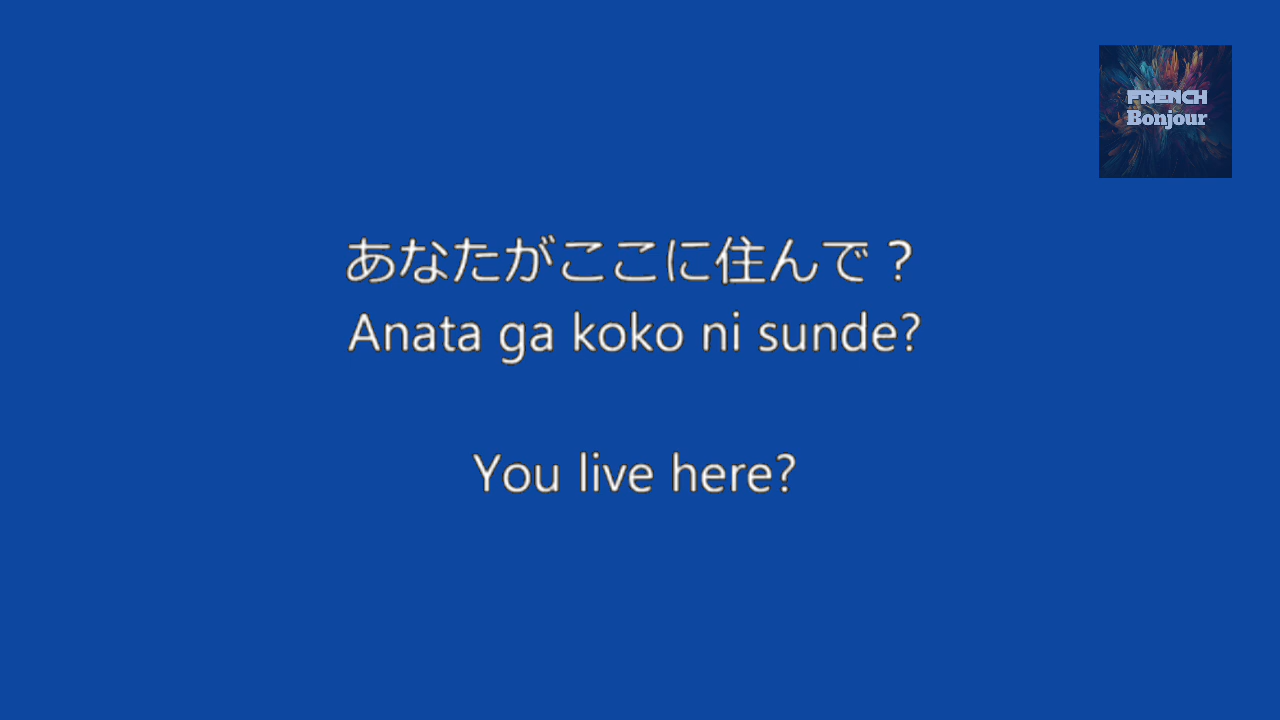 FRENCH
Bonjour
あなたがここに住んで？
Anata ga koko ni sunde?
You live here?